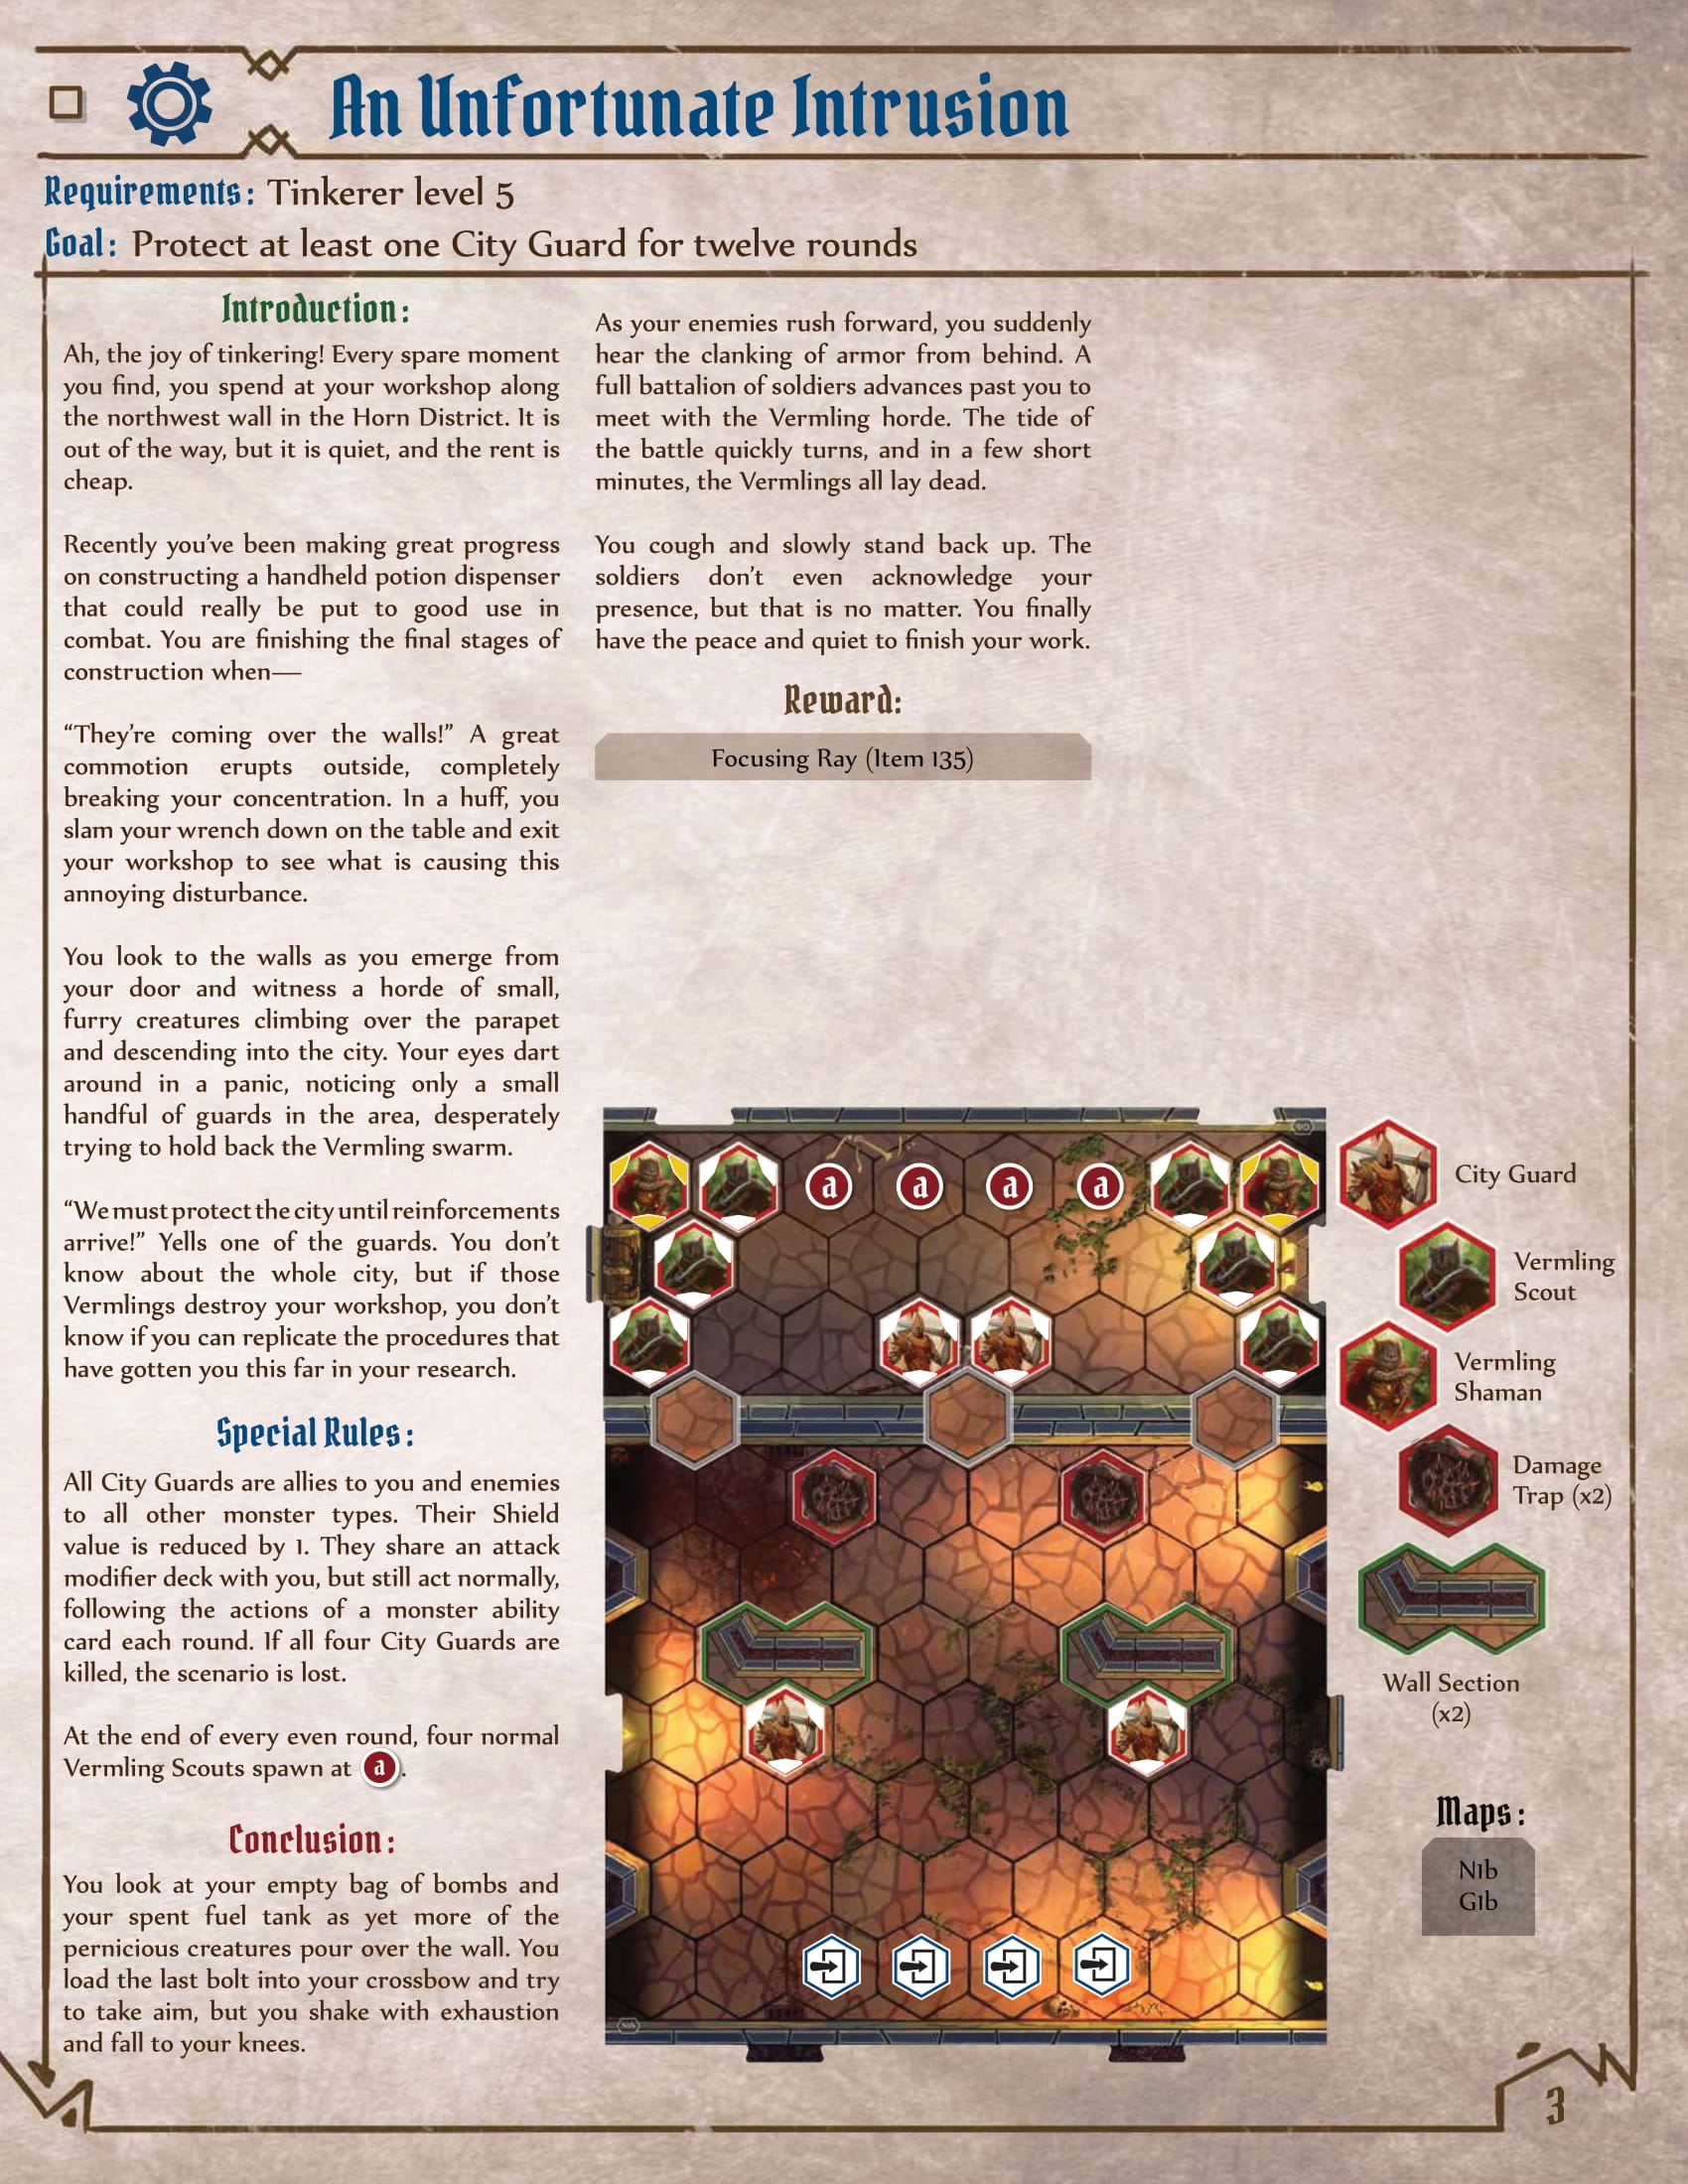 An Unfortunate Intrusion
Requirements: Tinkerer level 5
Goal: Protect at least one City Guard for twelve rounds
Introduction:
Ah, the joy of tinkering! Every spare moment
you find, you spend at your workshop along
the northwest wall in the Horn District. It is
out of the way, but it is quiet, and the rent is
cheap.
Recently you’ve been making great progress
on constructing a handheld potion dispenser
that could really be put to good use in
combat. You are finishing the final stages of
construction when—
“They’re coming over the walls!” A great
commotion erupts outside, completely
breaking your concentration. In a huff, you
slam your wrench down on the table and exit
your workshop to see what is causing this
annoying disturbance.
You look to the walls as you emerge from
your door and witness a horde of small,
furry creatures climbing over the parapet
and descending into the city. Your eyes dart
around in a panic, noticing only a small
handful of guards in the area, desperately
trying to hold back the Vermling swarm.
“We must protect the city until reinforcements
arrive!” Yells one of the guards. You don’t
know about the whole city, but if those
Vermlings destroy your workshop, you don’t
know if you can replicate the procedures that
have gotten you this far in your research.
Special Rules:
All City Guards are allies to you and enemies
to all other monster types. Their Shield
value is reduced by 1. They share an attack
modifier deck with you, but still act normally,
following the actions of a monster ability
card each round. If all four City Guards are
killed, the scenario is lost.
At the end of every even round, four normal
Vermling Scouts spawn at a.
Conclusion:
You look at your empty bag of bombs and
your spent fuel tank as yet more of the
pernicious creatures pour over the wall. You
load the last bolt into your crossbow and try
to take aim, but you shake with exhaustion
and fall to your knees.
As your enemies rush forward, you suddenly
hear the clanking of armor from behind. A
full battalion of soldiers advances past you to
meet with the Vermling horde. The tide of
the battle quickly turns, and in a few short
minutes, the Vermlings all lay dead.
You cough and slowly stand back up. The
soldiers don’t even acknowledge your
presence, but that is no matter. You finally
have the peace and quiet to finish your work.
Reward:
Focusing Ray (Item 135)
a a a a
City Guard
Vermling
Scout
Vermling
Shaman
Damage
Trap (x2)
Wall Section
(x2)
Maps:
N1b
G1b
3